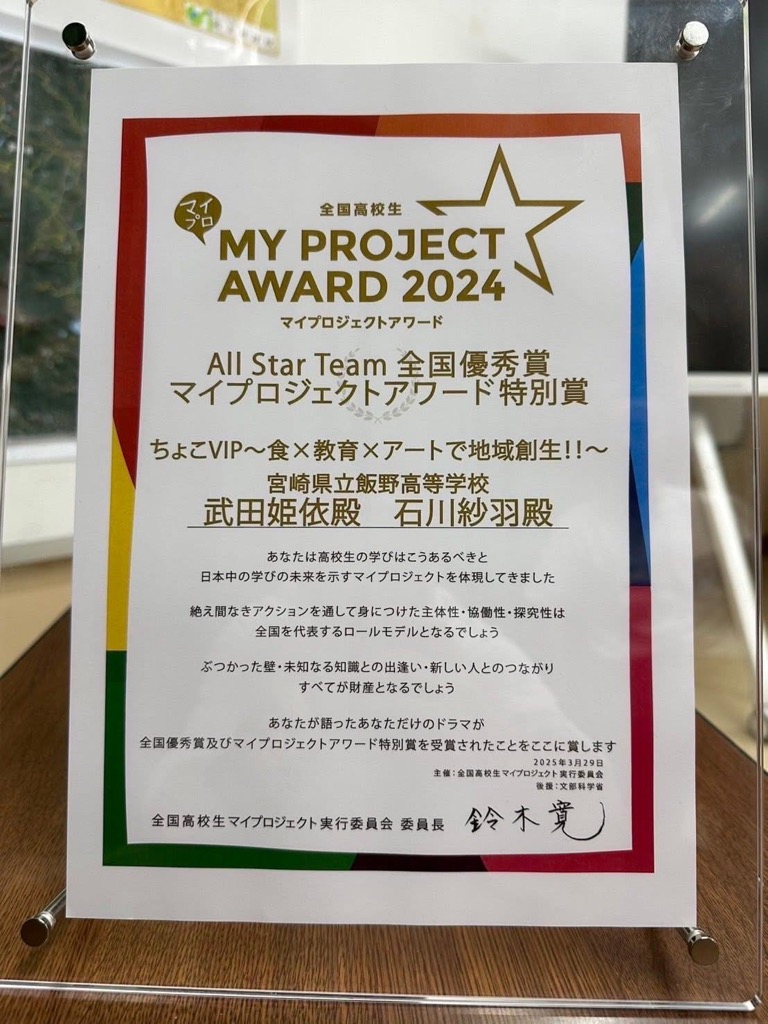 マイ
プロ
全国高校生
MY PROJECT
AWARD 2024
マイプロジェクトアワード
All Star Team 全国優秀賞
マイプロジェクトアワード特別賞
ちょこVIP～食×教育×アートで地域創生!!～
宮崎県立飯野高等学校
武田姫依殿　石川紗羽殿
あなたは高校生の学びはこうあるべきと
日本中の学びの未来を示すマイプロジェクトを体現してきました
絶え間なきアクションを通して身につけた主体性・協働性・探究性は
全国を代表するロールモデルとなるでしょう
ぶつかった壁・未知なる知識との出逢い・新しい人とのつながり
すべてが財産となるでしょう
あなたが語ったあなただけのドラマが
全国優秀賞及びマイプロジェクトアワード特別賞を受賞されたことをここに賞します
2025年3月29日
主催：全国高校生マイプロジェクト実行委員会
後援：文部科学省
全国高校生マイプロジェクト実行委員会 委員長 鈴木寛